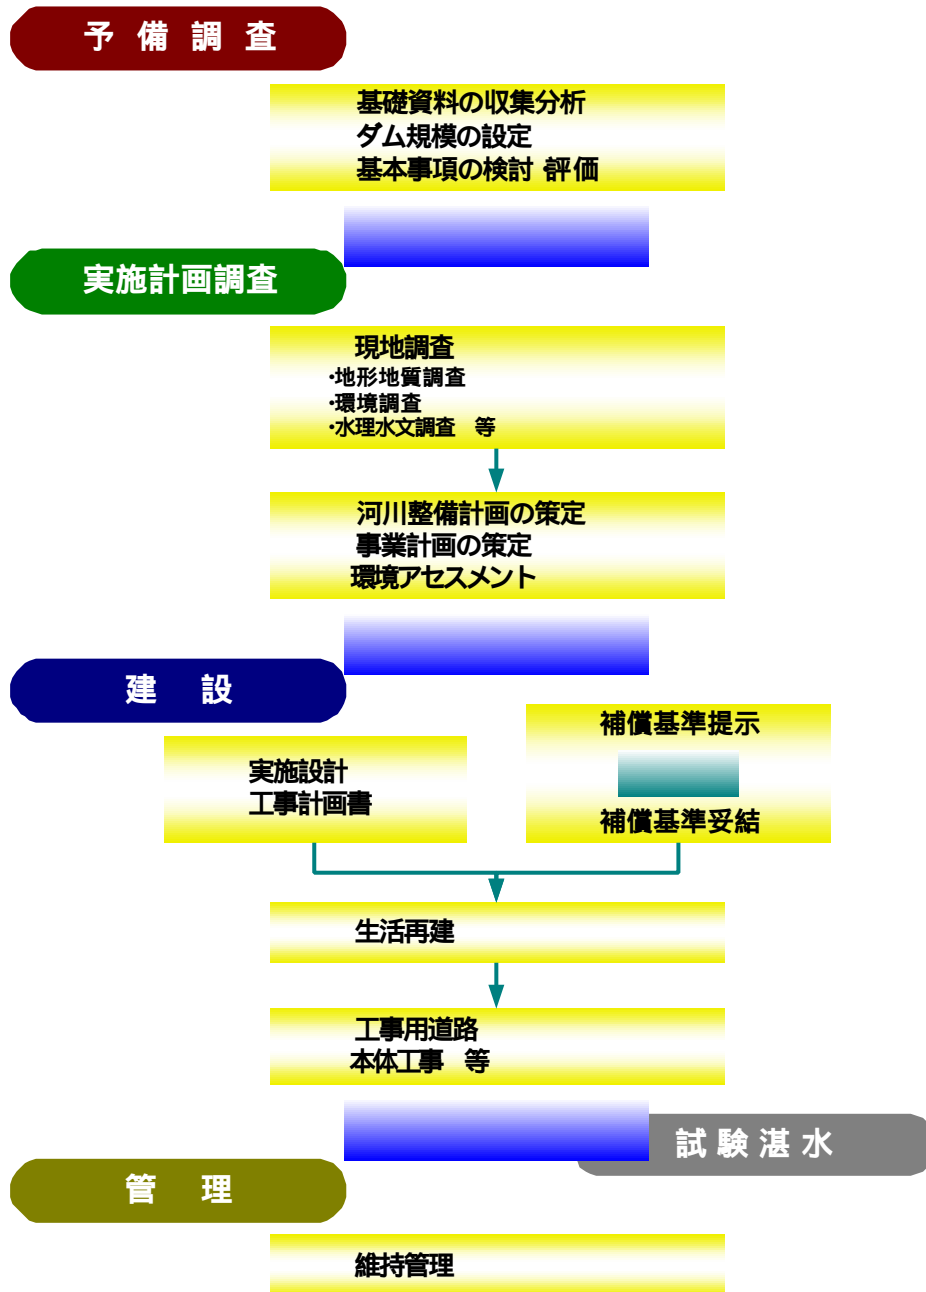 予備調査
基礎資料の収集分析
ダム規模の設定
基本事項の検討・評価
実施計画調査
現地調査
・地形地質調査
・環境調査
・水理水文調査　等
河川整備計画の策定
事業計画の策定
環境アセスメント
建　設
実施設計
工事計画書
補償基準提示
補償基準妥結
生活再建
工事用道路
本体工事　等
試験湛水
管　理
維持管理